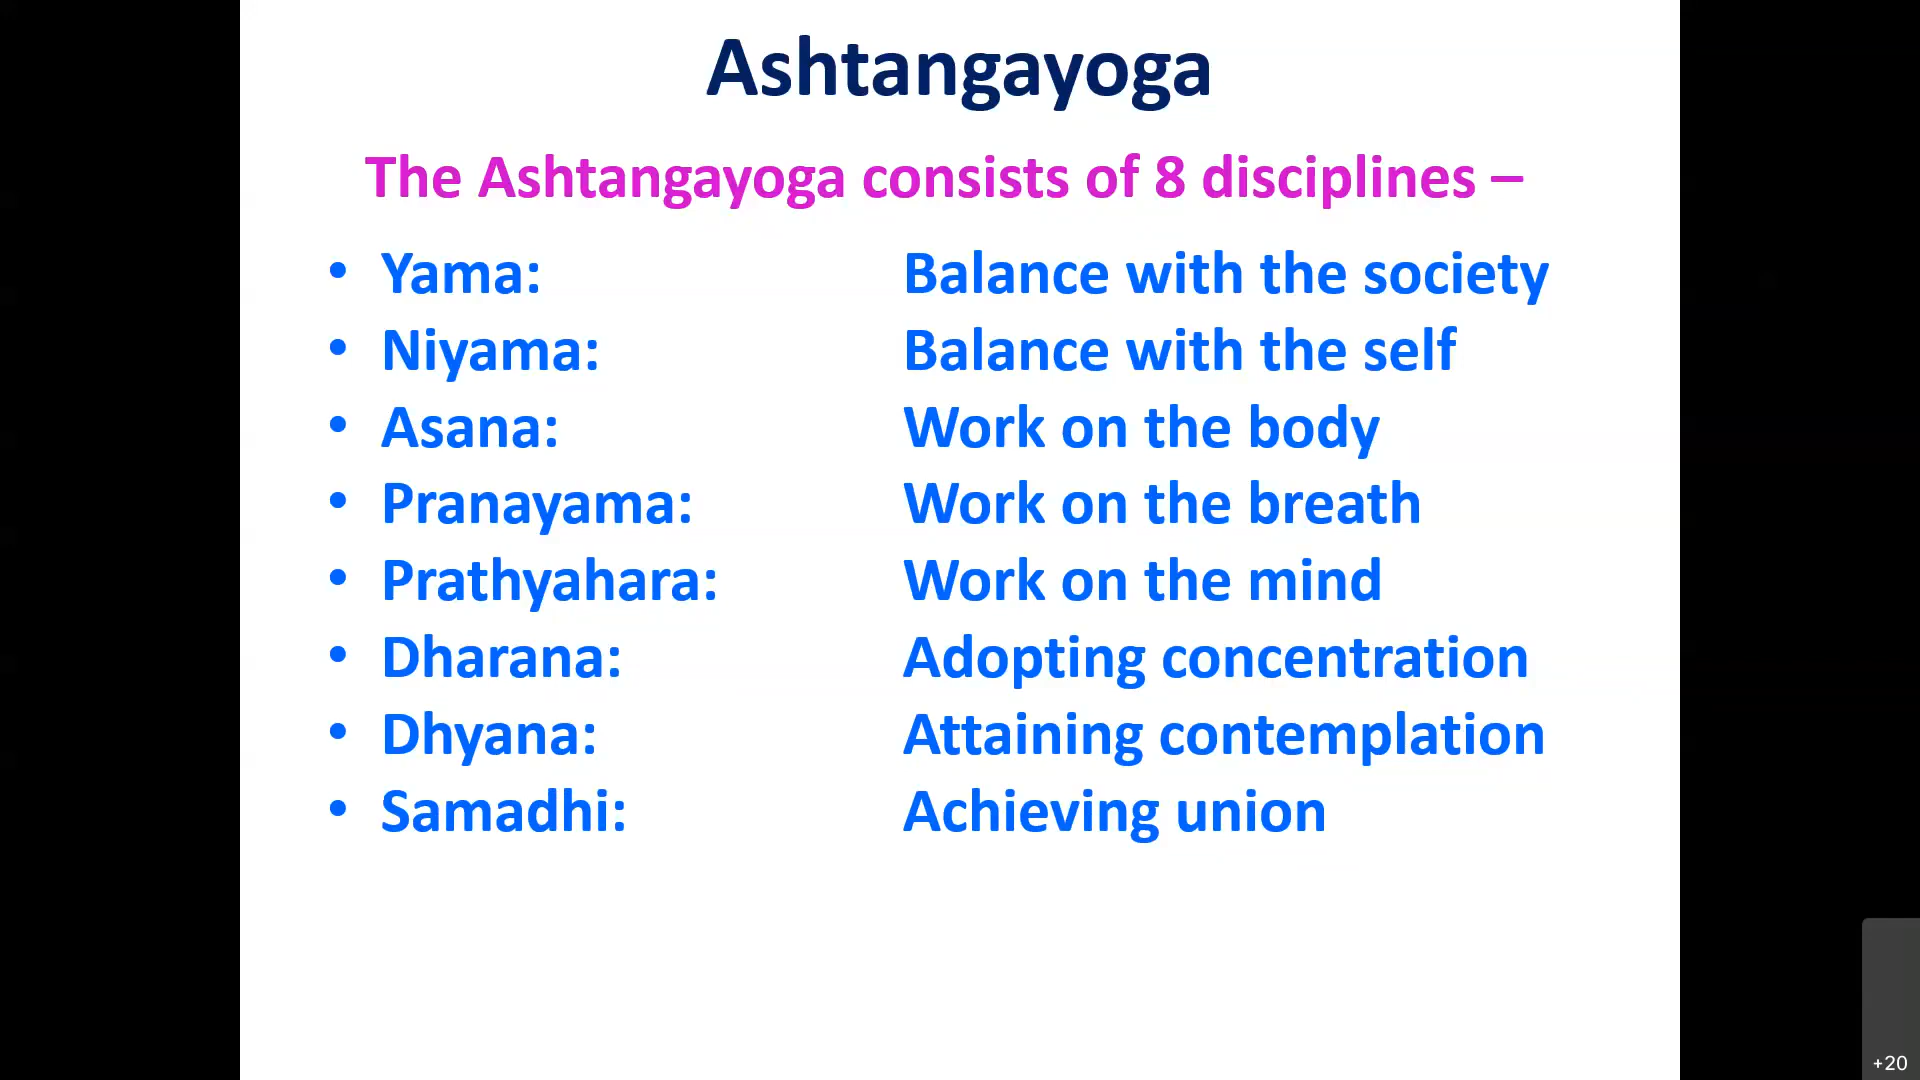 Ashtangayoga
The Ashtangayoga consists of 8 disciplines –
• Yama: Balance with the society
• Niyama: Balance with the self
• Asana: Work on the body
• Pranayama: Work on the breath
• Prathyahara: Work on the mind
• Dharana: Adopting concentration
• Dhyana: Attaining contemplation
• Samadhi: Achieving union
+20